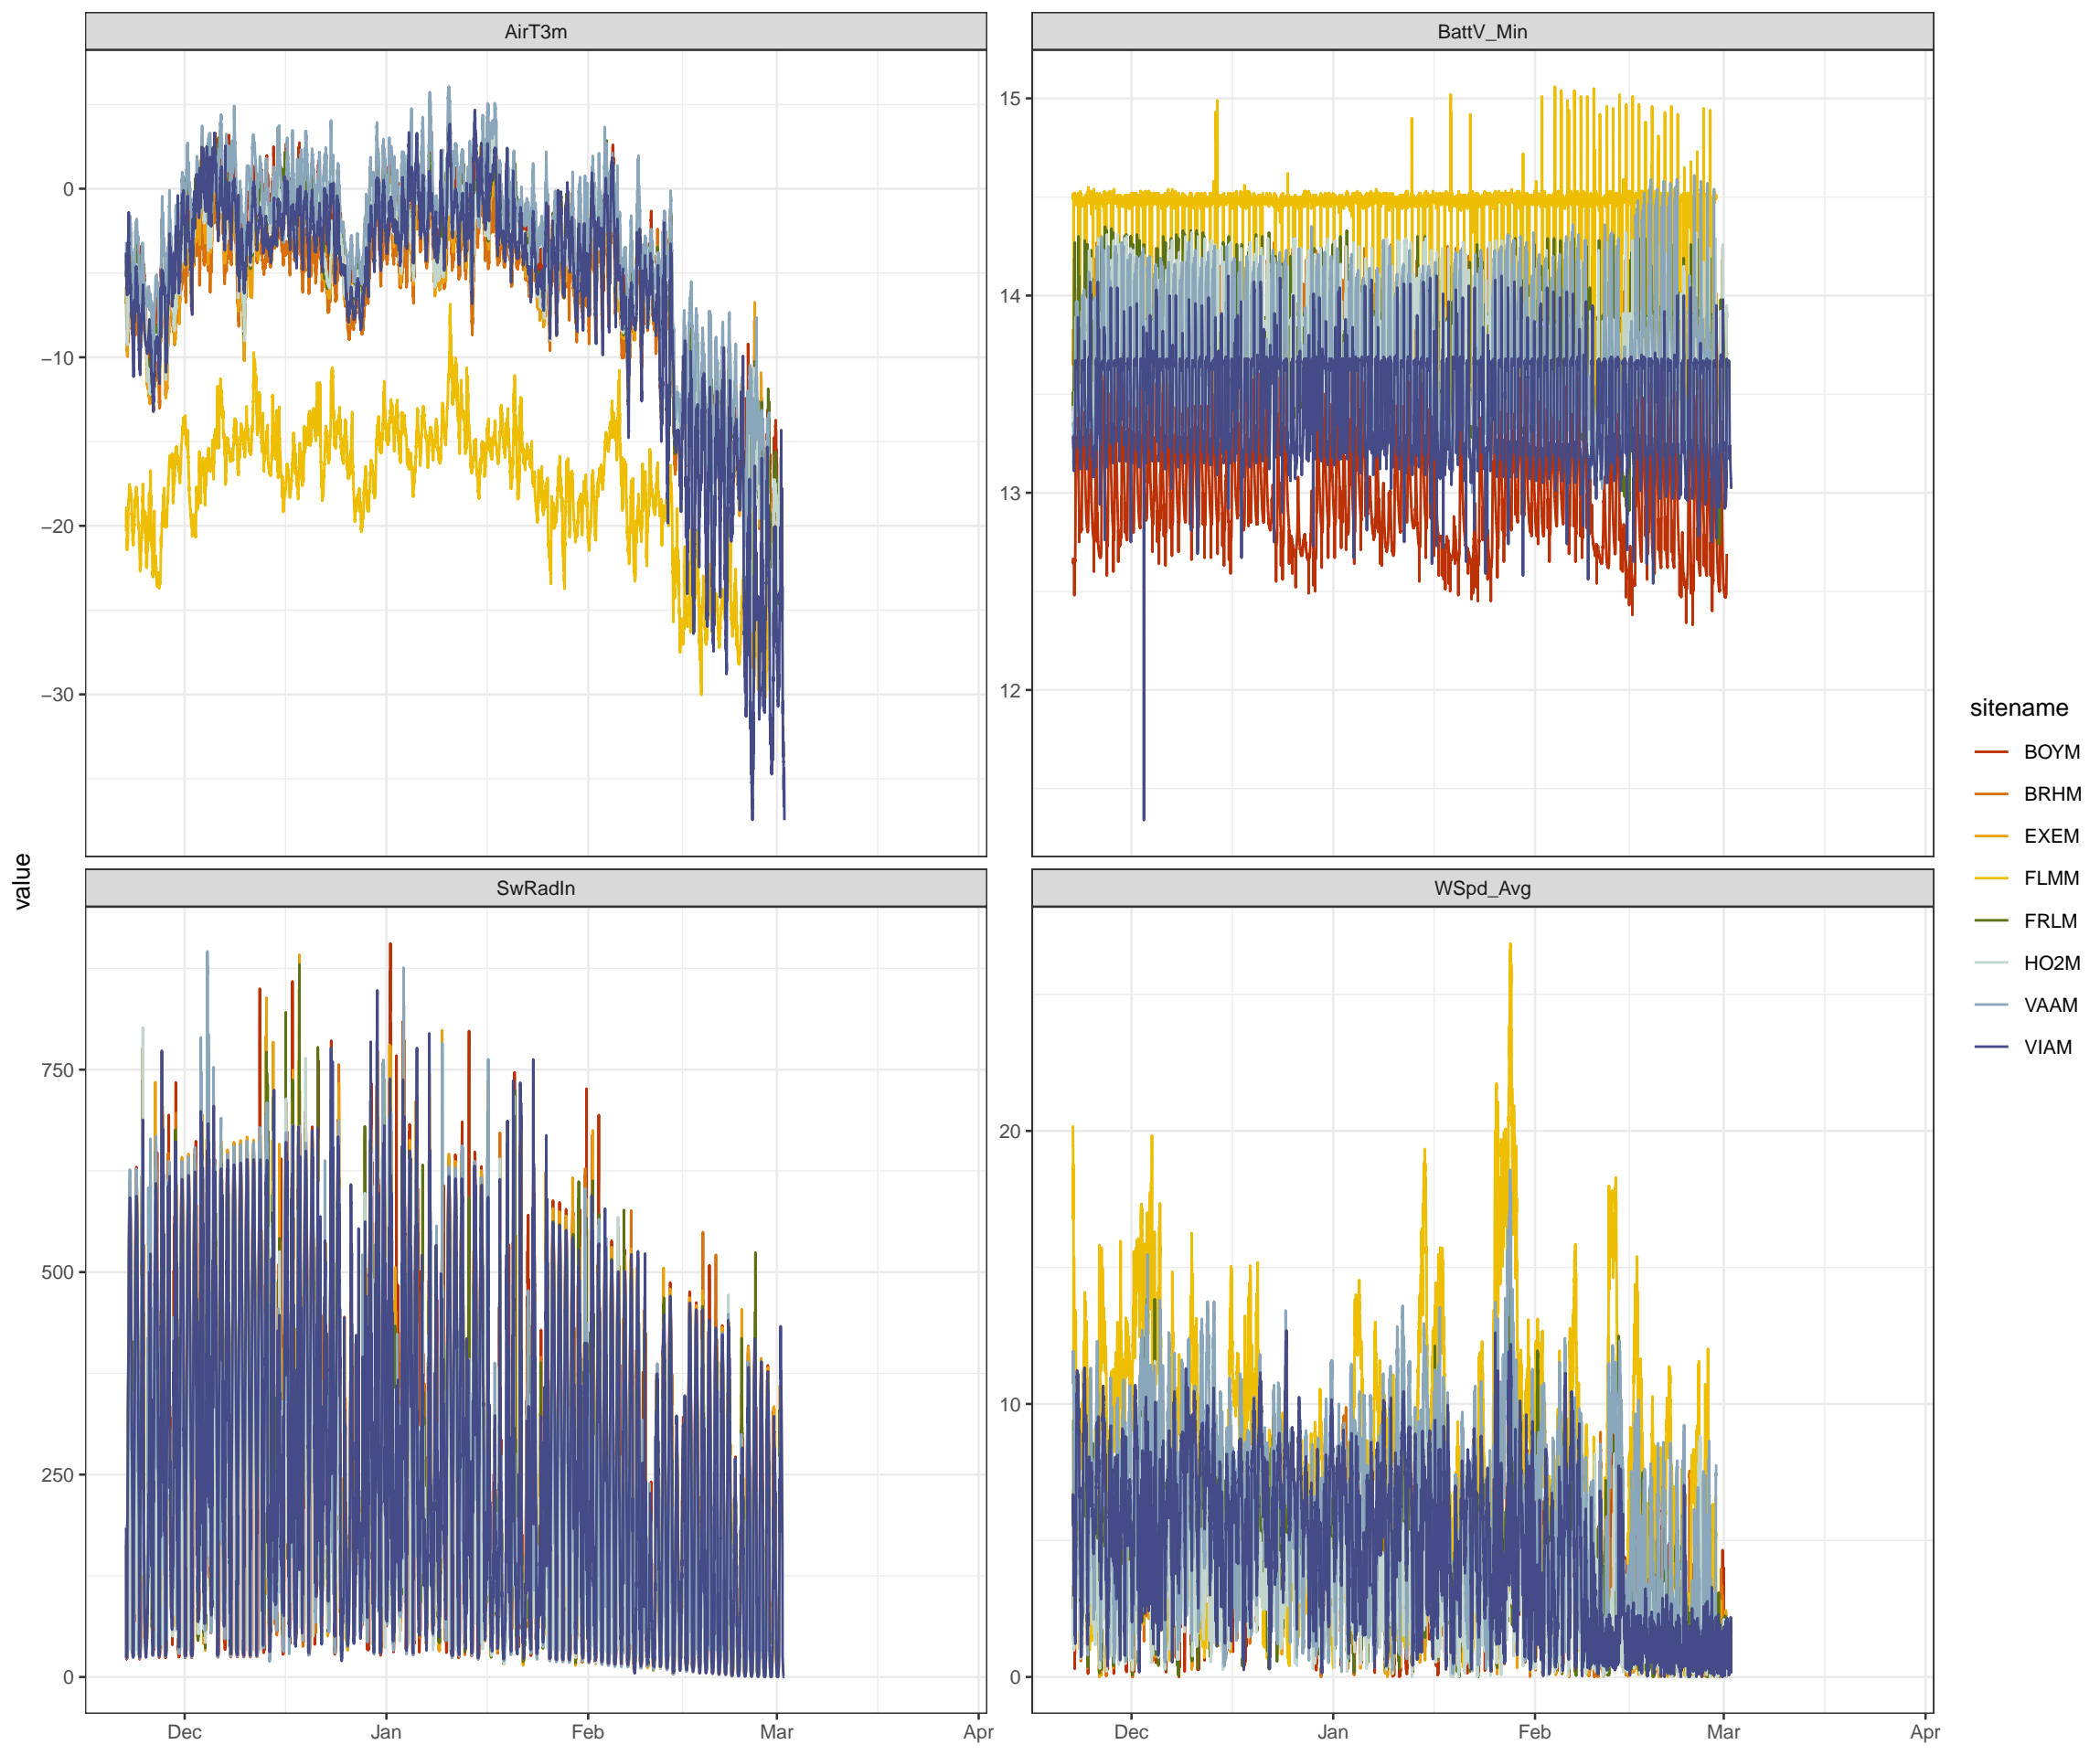 AirT3m
BattV_Min
0
−10
−20
−30
15
14
13
12
SwRadIn
WSpd_Avg
750
500
250
0
20
10
0
Dec Jan Feb Mar Apr
Dec Jan Feb Mar Apr
value
sitename
BOYM
BRHM
EXEM
FLMM
FRLM
HO2M
VAAM
VIAM